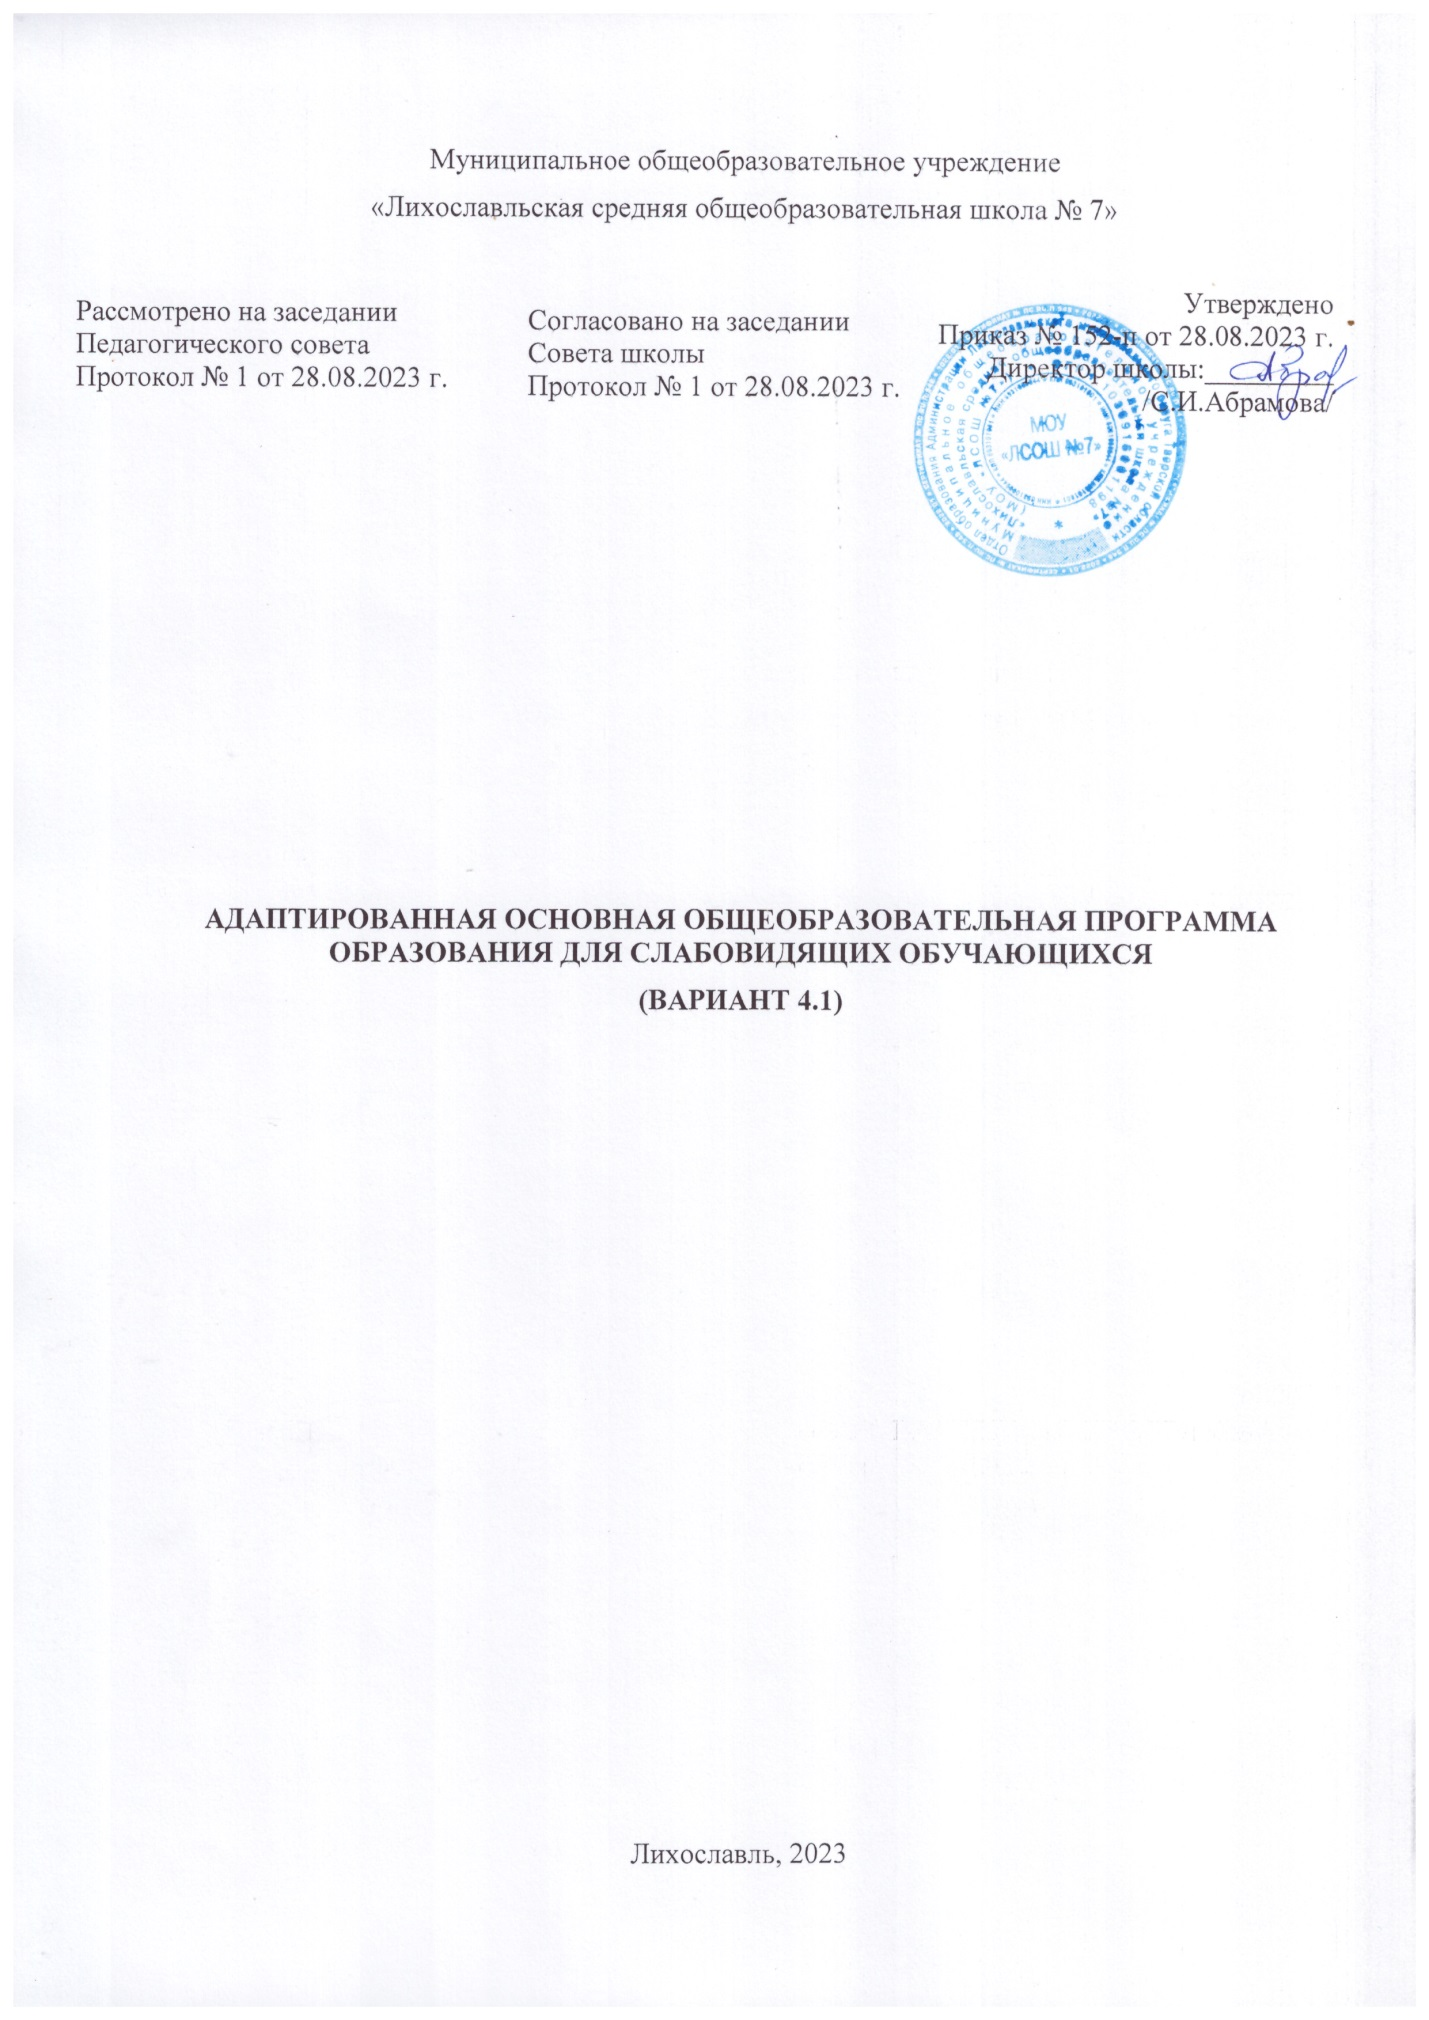 Муниципальное общеобразовательное учреждение
«Лихославльская средняя общеобразовательная школа № 7»
Рассмотрено на заседании
Педагогического совета
Протокол № 1 от 28.08.2023 г.
Согласовано на заседании
Совета школы
Протокол № 1 от 28.08.2023 г.
Утверждено
Приказ № 152-п от 28.08.2023 г.
Директор школы:
/С.И.Абрамова/
МОУ
«ЛСОШ №7»
АДАПТИРОВАННАЯ ОСНОВНАЯ ОБЩЕОБРАЗОВАТЕЛЬНАЯ ПРОГРАММА
ОБРАЗОВАНИЯ ДЛЯ СЛАБОВИДЯЩИХ ОБУЧАЮЩИХСЯ
(ВАРИАНТ 4.1)
Лихославль, 2023